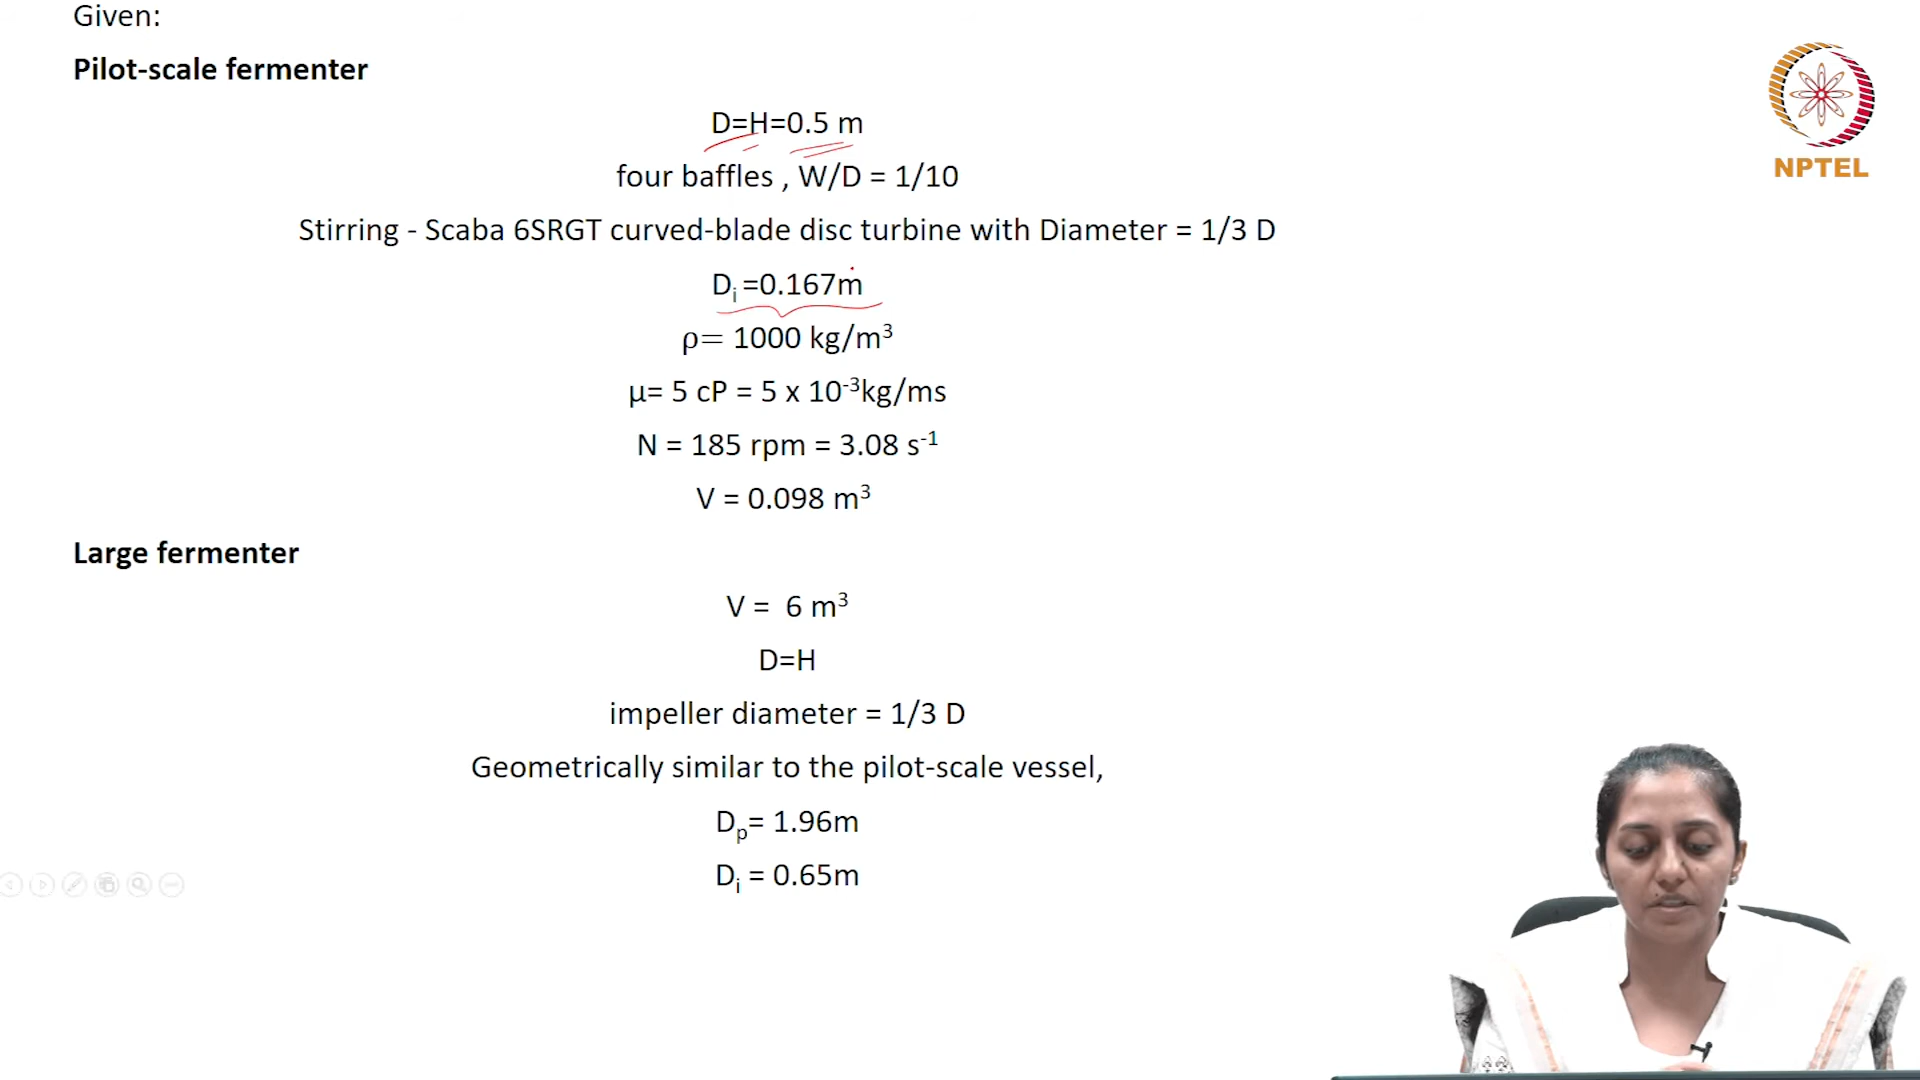 Given:
Pilot-scale fermenter
D=H=0.5 m
four baffles , W/D = 1/10
Stirring - Scaba 6SRGT curved-blade disc turbine with Diameter = 1/3 D
Di =0.167m
ρ= 1000 kg/m³
μ= 5 cP = 5 x 10⁻³kg/ms
N = 185 rpm = 3.08 s⁻¹
V = 0.098 m³
Large fermenter
V = 6 m³
D=H
impeller diameter = 1/3 D
Geometrically similar to the pilot-scale vessel,
Dp= 1.96m
Di = 0.65m
NPTEL